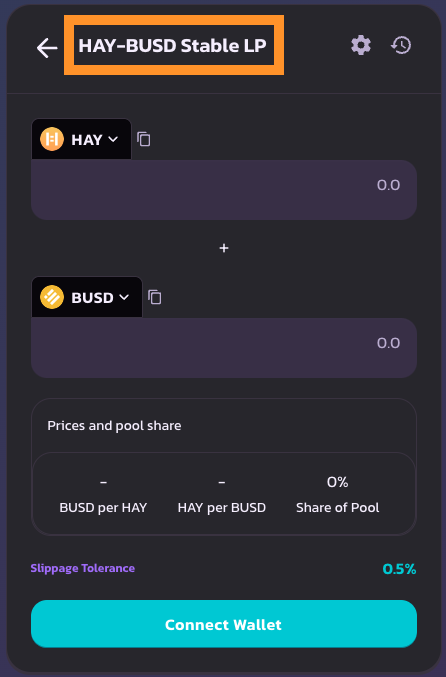 HAY-BUSD Stable LP
HAY
0.0
+
BUSD
0.0
Prices and pool share
- - 0%
BUSD per HAY HAY per BUSD Share of Pool
Slippage Tolerance 0.5%
Connect Wallet